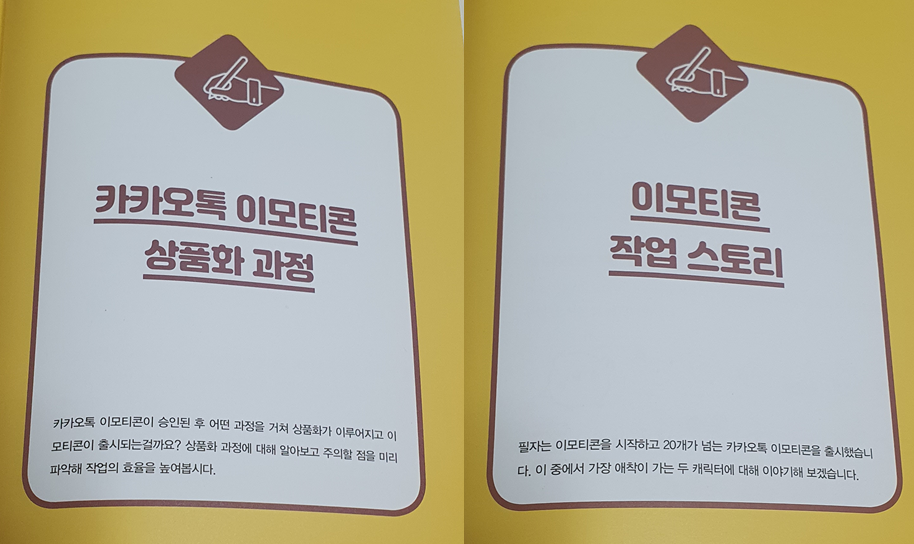 카카오톡 이모티콘
상품화 과정
카카오톡 이모티콘이 승인된 후 어떤 과정을 거쳐 상품화가 이루어지고 이
모티콘이 출시되는걸까요? 상품화 과정에 대해 알아보고 주의할 점을 미리
파악해 작업의 효율을 높여봅시다.
이모티콘
작업 스토리
필자는 이모티콘을 시작하고 20개가 넘는 카카오톡 이모티콘을 출시했습니
다. 이 중에서 가장 애착이 가는 두 캐릭터에 대해 이야기해 보겠습니다.